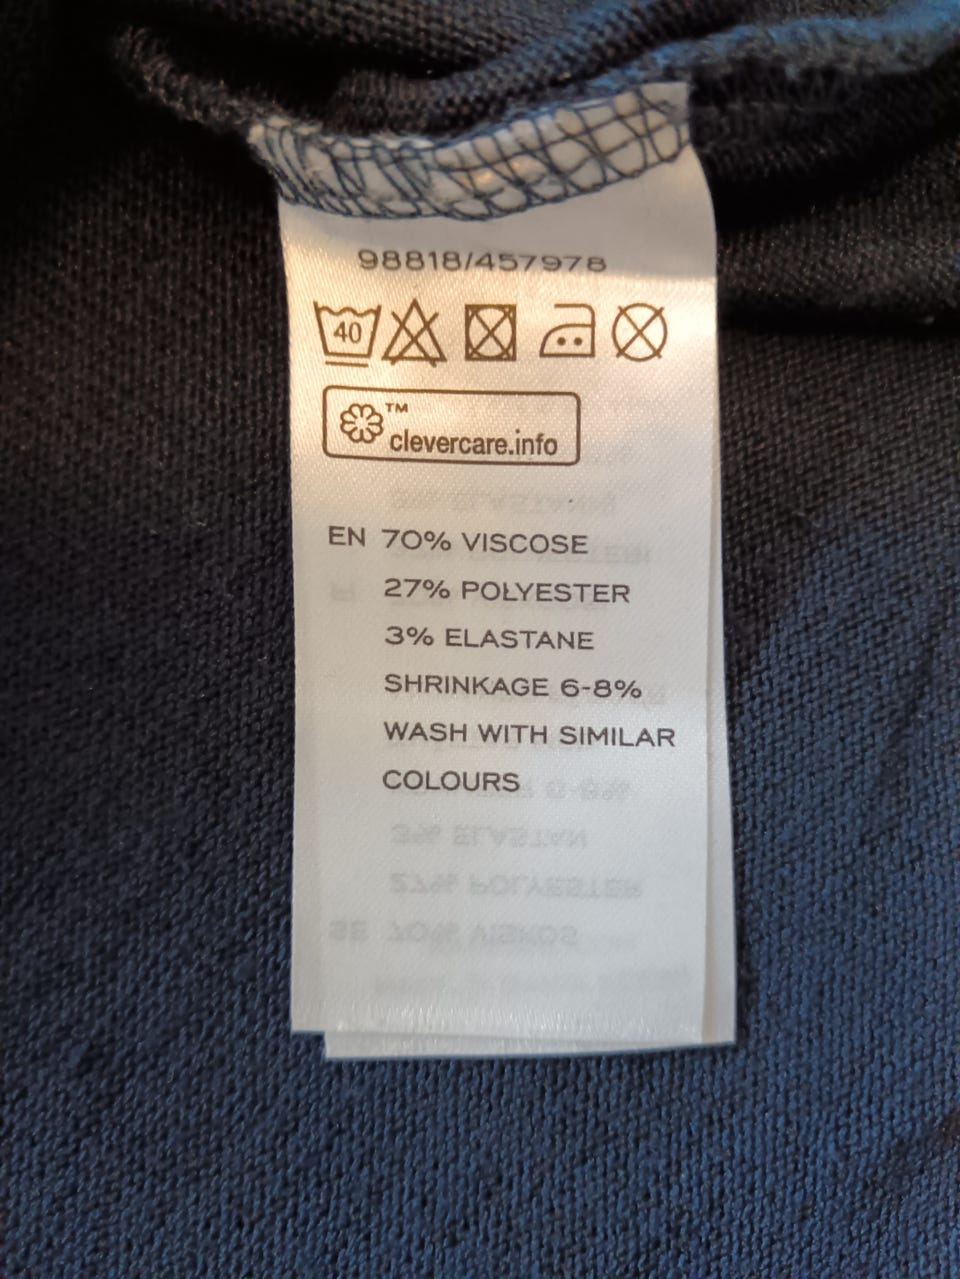 98818/457978
40
™
clevercare.info
EN 70% VISCOSE
27% POLYESTER
3% ELASTANE
SHRINKAGE 6-8%
WASH WITH SIMILAR
COLOURS